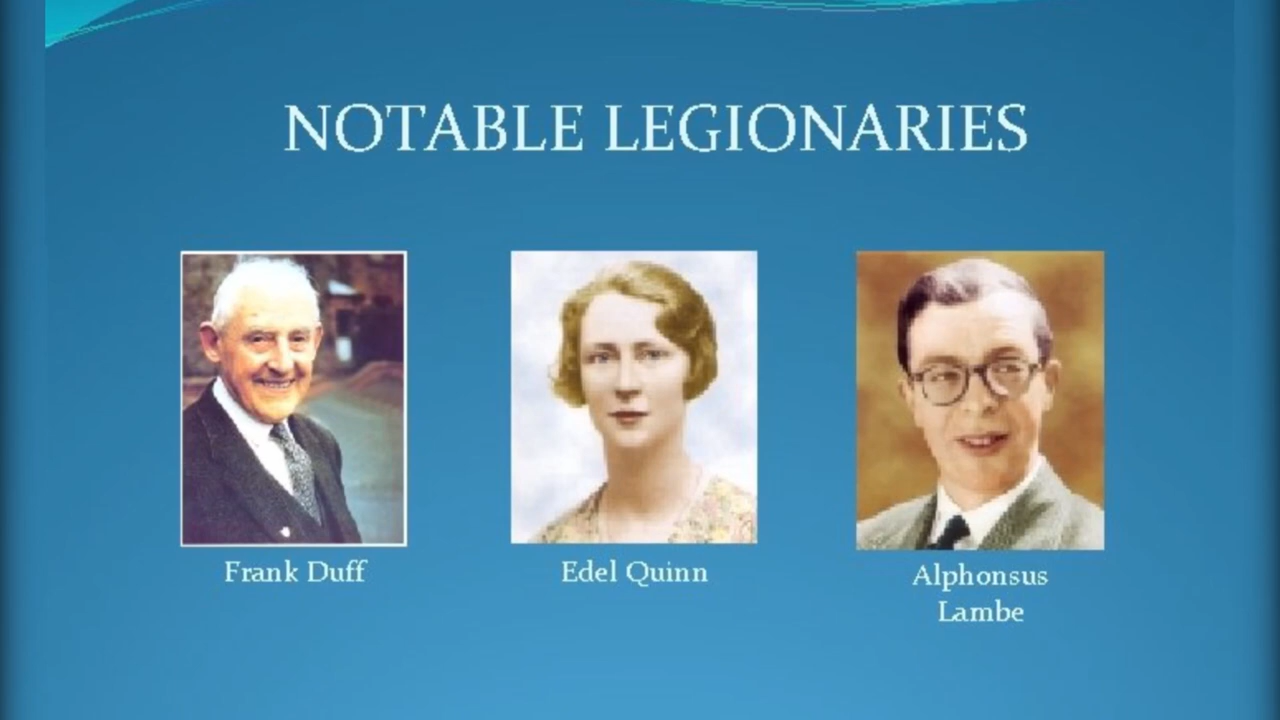 NOTABLE LEGIONARIES
Frank Duff
Edel Quinn
Alphonsus
Lambe